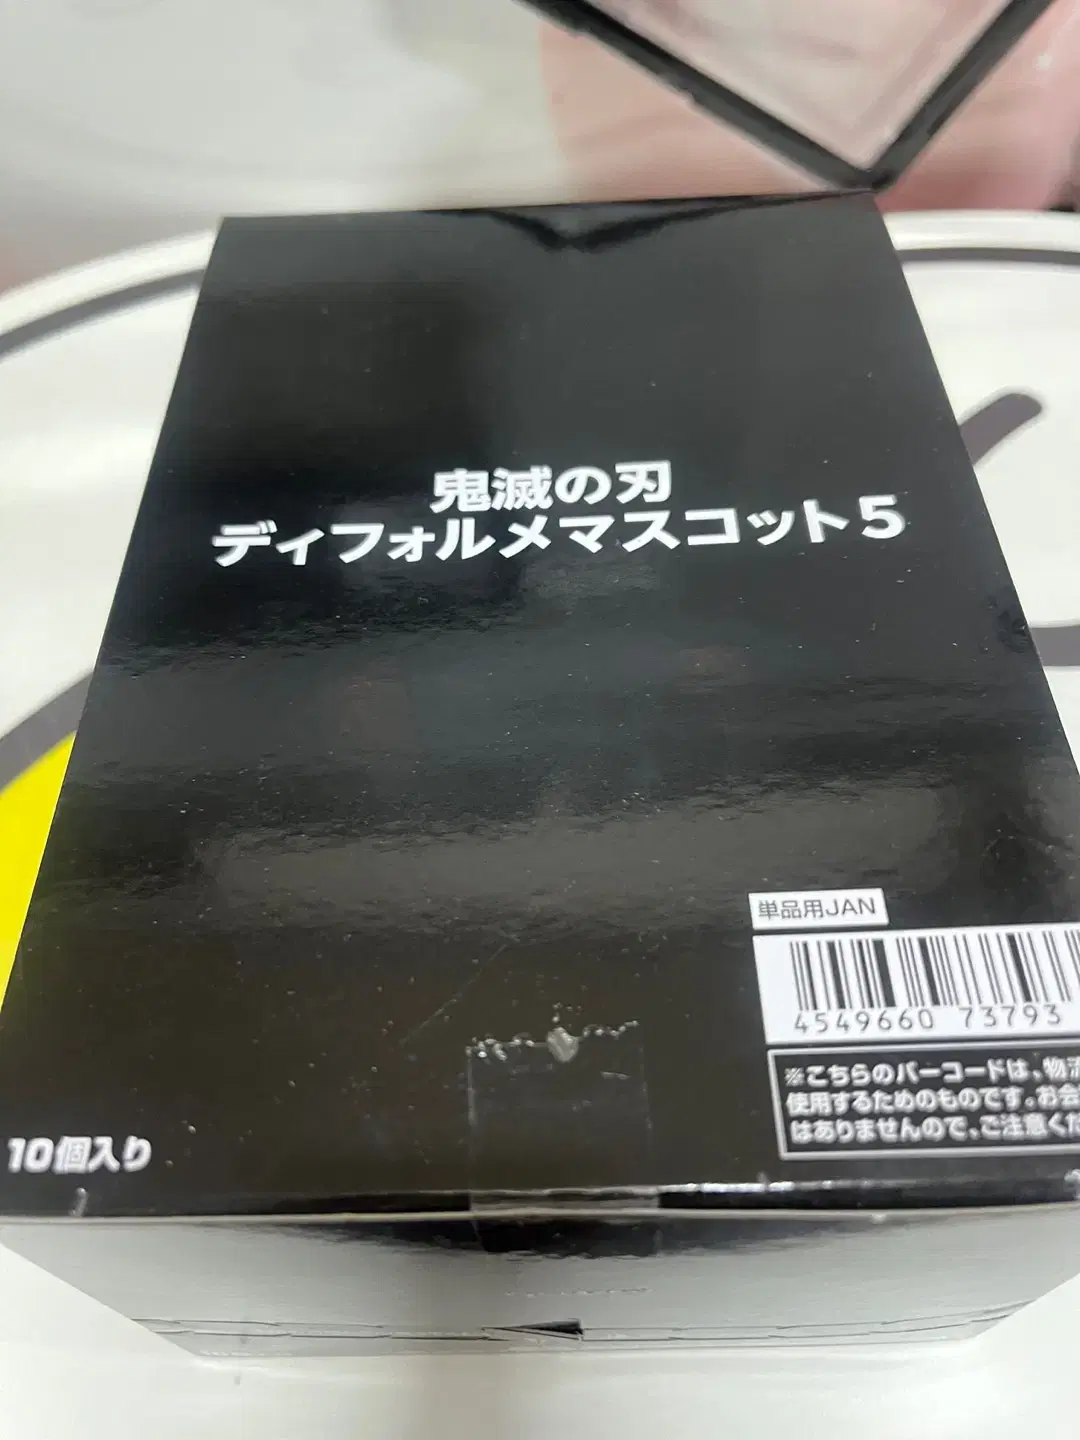 鬼滅の刃
ディフォルメマスコット5
単品用JAN
4549660 73793
※こちらのバーコードは、物流
使用するためのものです。お会
はありませんので、ご注意くだ
10個入り